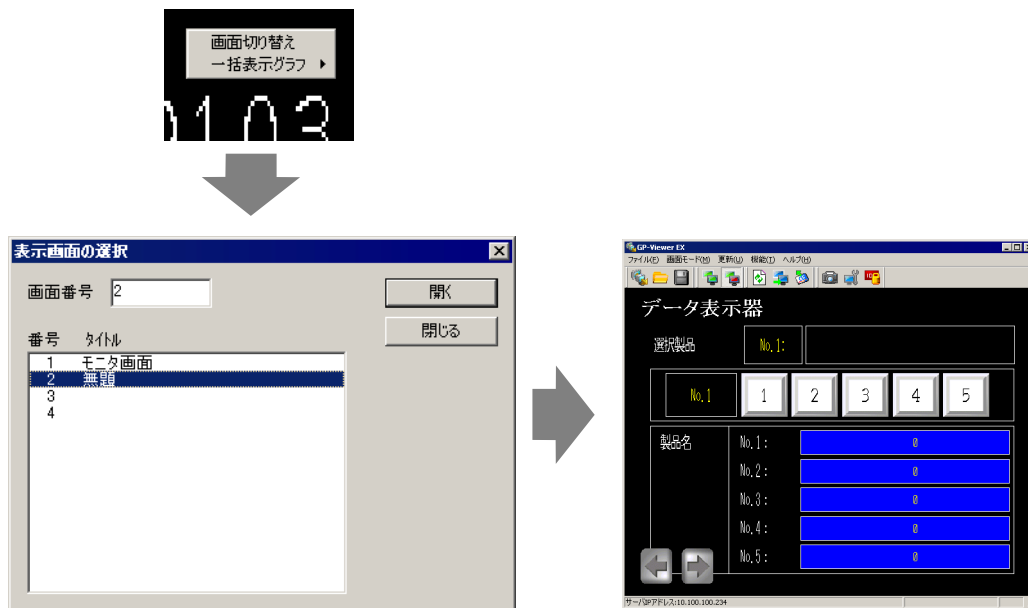 画面切り替え
一括表示グラフ
0103
表示画面の選択
画面番号 2
開く
閉じる
番号 タイトル
1 モニタ画面
2 無題
3
4
GP-Viewer EX
ファイル(F) 画面モード(M) 更新(U) 機能(T) ヘルプ(H)
データ表示器
選択製品 No.1:
No.1 1 2 3 4 5
製品名 No.1: 0
No.2: 0
No.3: 0
No.4: 0
No.5: 0
サーバIPアドレス:10.100.100.234